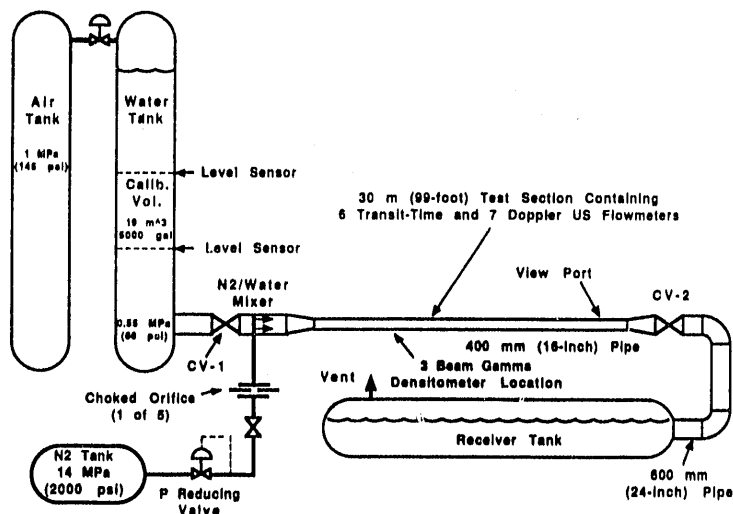 Air
Tank
1 MPa
(145 psi)
Water
Tank
Level Sensor
Calib.
Vol.
19 m^3
5000 gal
Level Sensor
0.55 MPa
(80 psi)
CV-1
N2/Water
Mixer
30 m (99-foot) Test Section Containing
6 Transit-Time and 7 Doppler US Flowmeters
View Port
CV-2
400 mm (16-inch) Pipe
3 Beam Gamma
Densitometer Location
Vent
Choked Orifice
(1 of 5)
Receiver Tank
600 mm
(24-inch) Pipe
N2 Tank
14 MPa
(2000 psi)
P Reducing
Valve